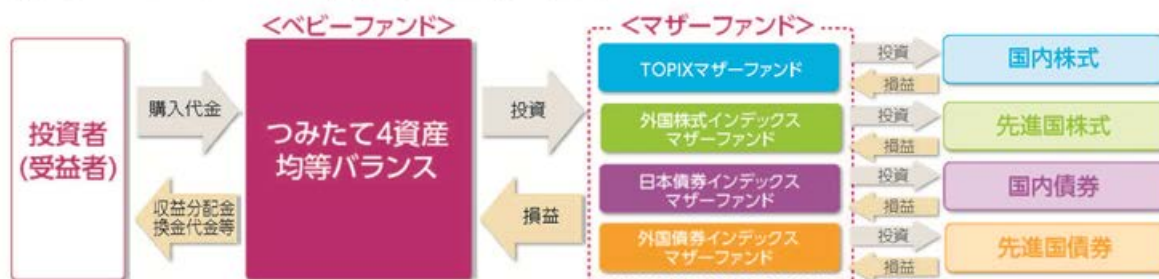 <ベビーファンド>
<マザーファンド>
投資者
(受益者)
購入代金
収益分配金
換金代金等
つみたて4資産
均等バランス
投資
損益
TOPIXマザーファンド
投資
損益
国内株式
外国株式インデックス
マザーファンド
投資
損益
先進国株式
日本債券インデックス
マザーファンド
投資
損益
国内債券
外国債券インデックス
マザーファンド
投資
損益
先進国債券